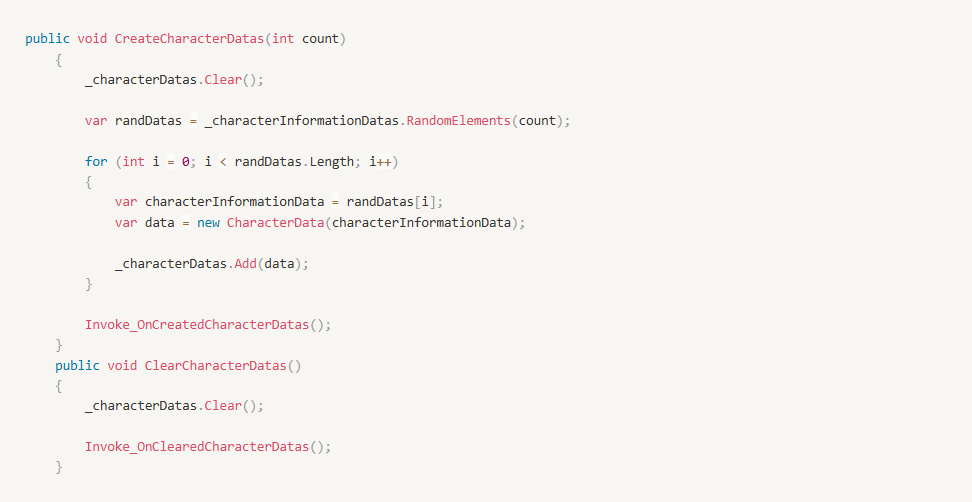 public void CreateCharacterDatas(int count)
    {
        _characterDatas.Clear();

        var randDatas = _characterInformationDatas.RandomElements(count);

        for (int i = 0; i < randDatas.Length; i++)
        {
            var characterInformationData = randDatas[i];
            var data = new CharacterData(characterInformationData);

            _characterDatas.Add(data);
        }

        Invoke_OnCreatedCharacterDatas();
    }
    public void ClearCharacterDatas()
    {
        _characterDatas.Clear();

        Invoke_OnClearedCharacterDatas();
    }